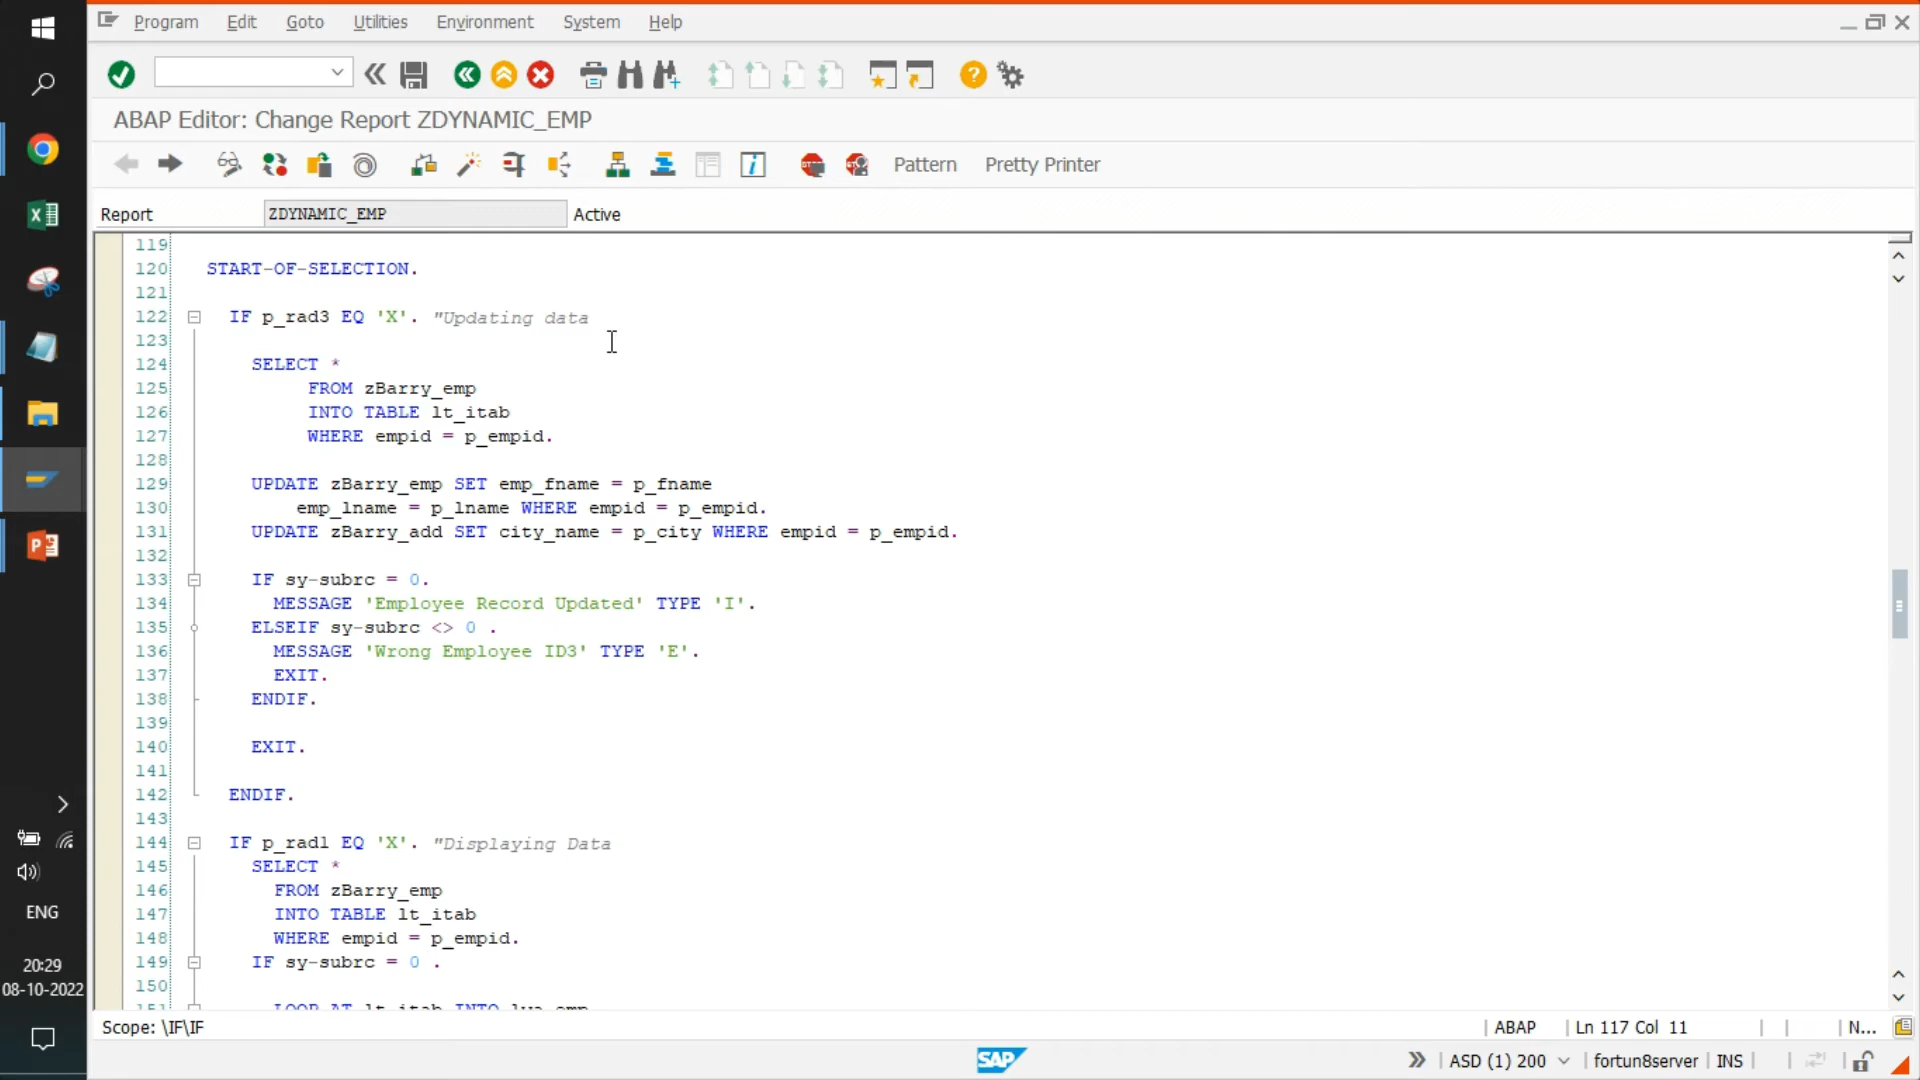 Program Edit Goto Utilities Environment System Help
ABAP Editor: Change Report ZDYNAMIC_EMP
Pattern Pretty Printer
Report ZDYNAMIC_EMP Active
119
120 START-OF-SELECTION.
121
122 IF p_rad3 EQ 'X'. "Updating data
123
124 SELECT *
125 FROM zBarry_emp
126 INTO TABLE lt_itab
127 WHERE empid = p_empid.
128
129 UPDATE zBarry_emp SET emp_fname = p_fname
130 emp_lname = p_lname WHERE empid = p_empid.
131 UPDATE zBarry_add SET city_name = p_city WHERE empid = p_empid.
132
133 IF sy-subrc = 0.
134 MESSAGE 'Employee Record Updated' TYPE 'I'.
135 ELSEIF sy-subrc <> 0 .
136 MESSAGE 'Wrong Employee ID3' TYPE 'E'.
137 EXIT.
138 ENDIF.
139
140 EXIT.
141
142 ENDIF.
143
144 IF p_rad1 EQ 'X'. "Displaying Data
145 SELECT *
146 FROM zBarry_emp
147 INTO TABLE lt_itab
148 WHERE empid = p_empid.
149 IF sy-subrc = 0 .
150
151 LOOP AT lt_itab INTO
Scope: \IF\IF ABAP Ln 117 Col 11 N...
SAP ASD (1) 200 fortun8server INS
ENG
20:29
08-10-2022